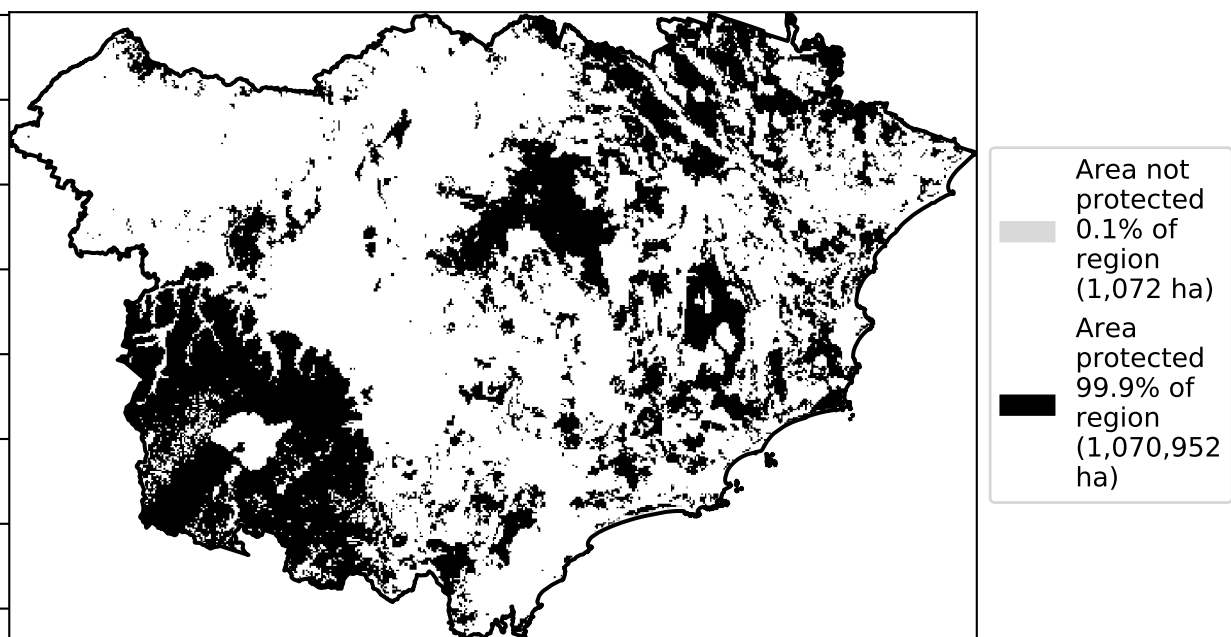 Area not
protected
0.1% of
region
(1,072 ha)
Area
protected
99.9% of
region
(1,070,952
ha)